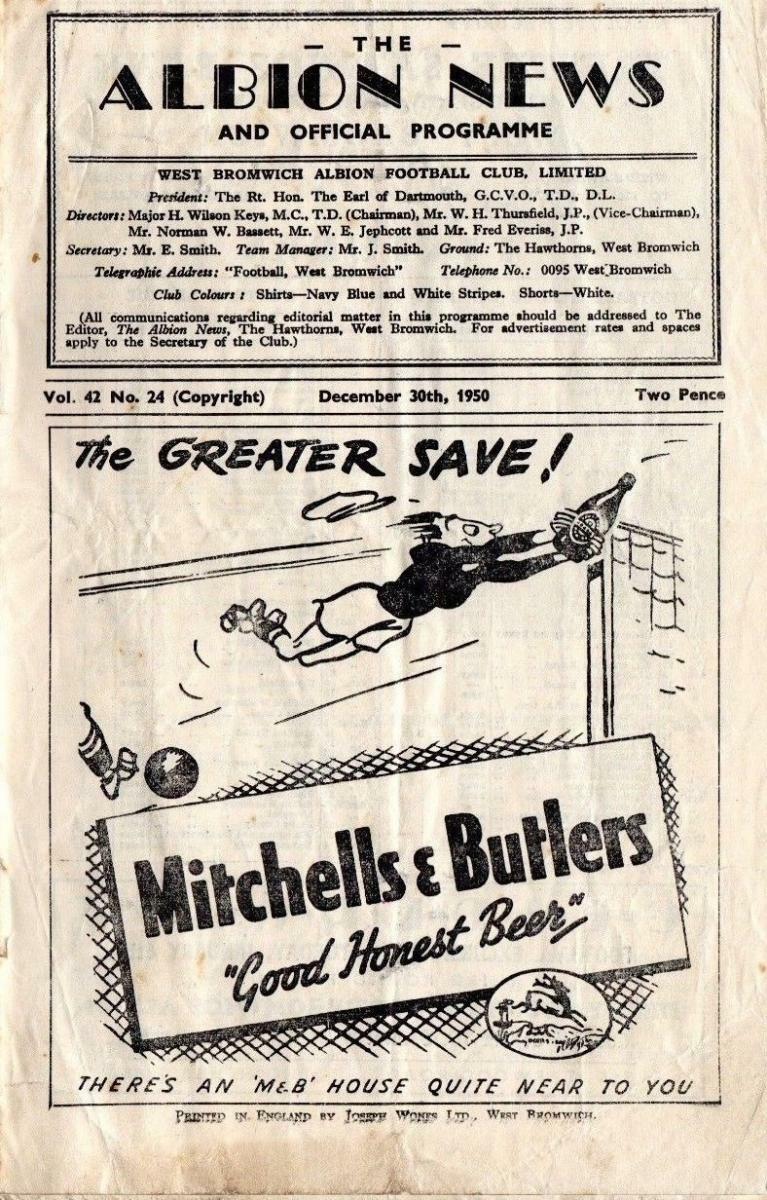 — THE —
ALBION NEWS
AND OFFICIAL PROGRAMME
WEST BROMWICH ALBION FOOTBALL CLUB, LIMITED
President: The Rt. Hon. The Earl of Dartmouth, G.C.V.O., T.D., D.L.
Directors: Major H. Wilson Keys, M.C., T.D. (Chairman), Mr. W. H. Thursfield, J.P., (Vice-Chairman),
Mr. Norman W. Bassett, Mr. W. E. Jephcott and Mr. Fred Everiss, J.P.
Secretary: Mr. E. Smith. Team Manager: Mr. J. Smith. Ground: The Hawthorns, West Bromwich
Telegraphic Address: "Football, West Bromwich" Telephone No.: 0095 West Bromwich
Club Colours: Shirts—Navy Blue and White Stripes. Shorts—White.
(All communications regarding editorial matter in this programme should be addressed to The
Editor, The Albion News, The Hawthorns, West Bromwich. For advertisement rates and spaces
apply to the Secretary of the Club.)
Vol. 42 No. 24 (Copyright) December 30th, 1950 Two Pence
The GREATER SAVE!
Mitchells & Butlers
"Good Honest Beer"
THERE'S AN 'M&B' HOUSE QUITE NEAR TO YOU
PRINTED IN ENGLAND BY JOSEPH WONES LTD., WEST BROMWICH.